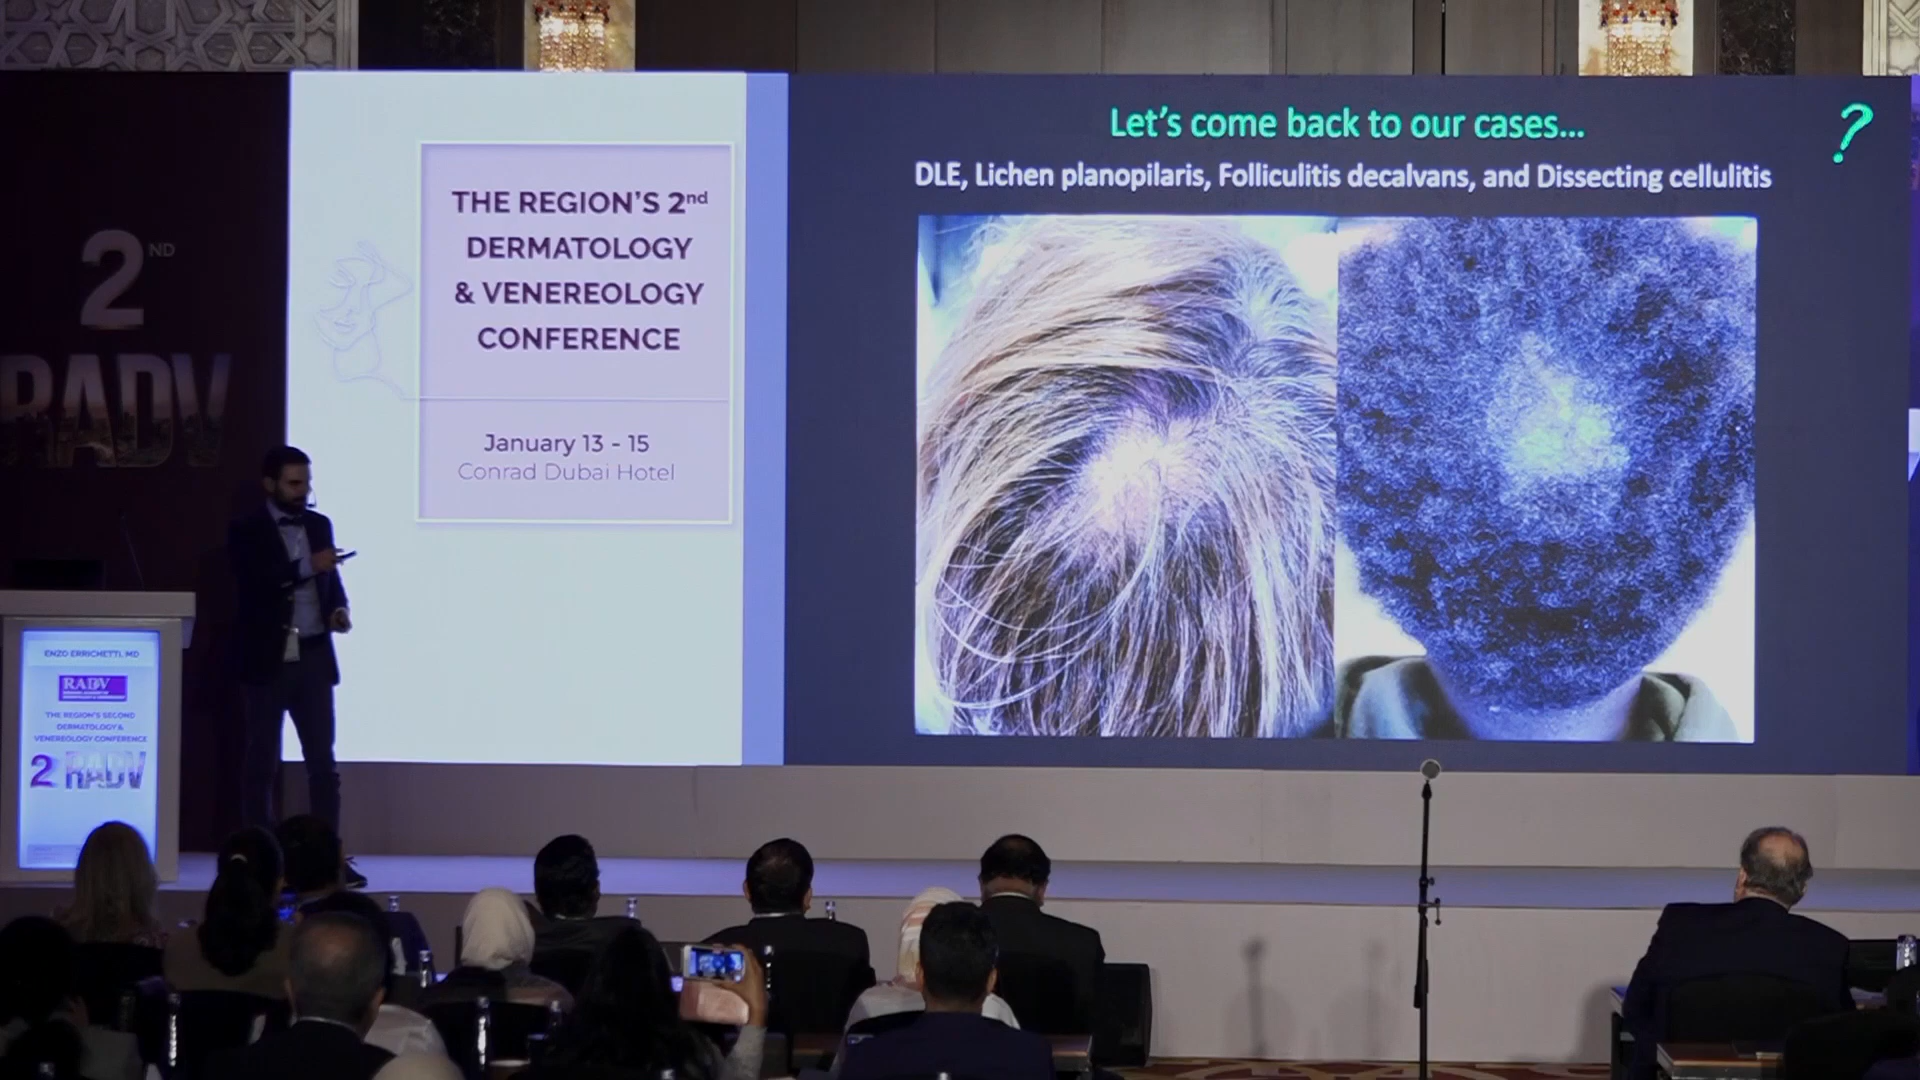 2ND
RADV
THE REGION'S 2nd
DERMATOLOGY
& VENEREOLOGY
CONFERENCE
January 13 - 15
Conrad Dubai Hotel
Let's come back to our cases...
?
DLE, Lichen planopilaris, Folliculitis decalvans, and Dissecting cellulitis
ENZO ERRICHETTI, MD
RADV
THE REGION'S SECOND
DERMATOLOGY &
VENEREOLOGY CONFERENCE
2 RADV